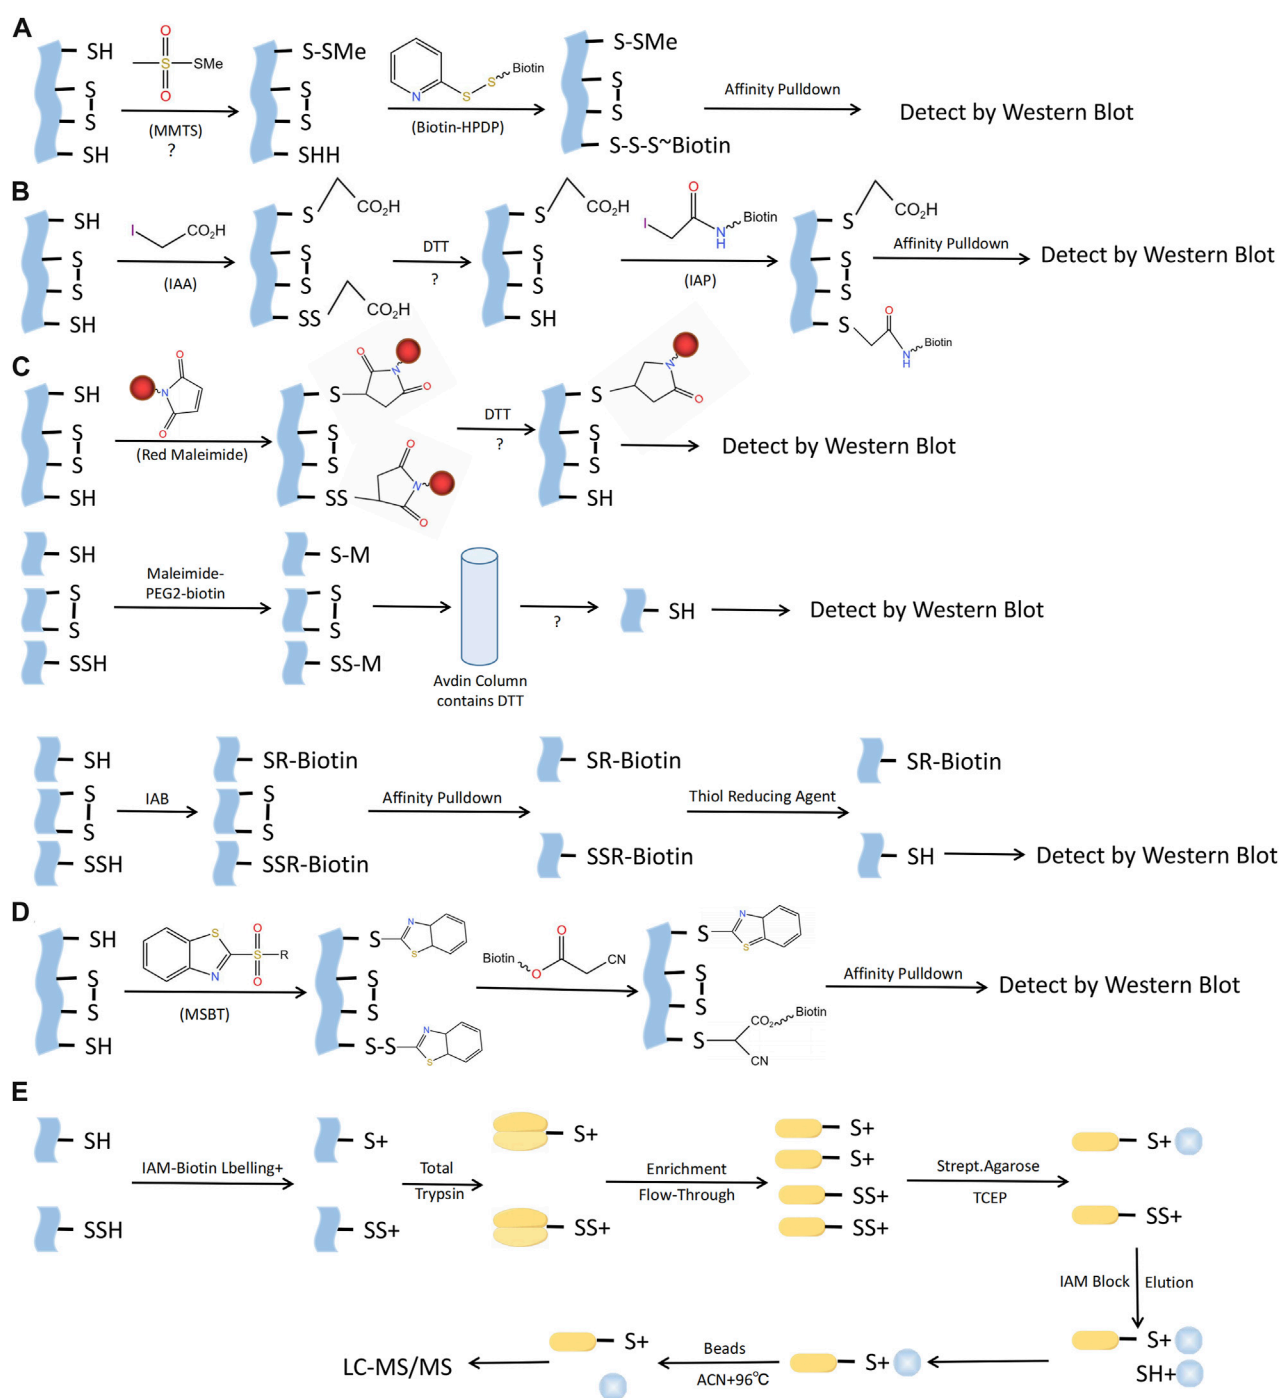 A
SH
S
S
SH
O
S
SMe
O
(MMTS)
?
S-SMe
S
S
SHH
N
S
S
Biotin
(Biotin-HPDP)
S-SMe
S
S
S-S-S~Biotin
Affinity Pulldown
Detect by Western Blot
B
SH
S
S
SH
I
CO2H
(IAA)
S
CO2H
S
S
SS
CO2H
DTT
?
S
CO2H
S
S
SH
O
I
N
H
Biotin
(IAP)
S
CO2H
S
S
S
O
N
H
Biotin
Affinity Pulldown
Detect by Western Blot
C
SH
S
S
SH
O
N
O
(Red Maleimide)
S
O
N
O
S
S
SS
O
N
O
DTT
?
S
N
O
S
S
SH
Detect by Western Blot
SH
S
S
SSH
Maleimide-
PEG2-biotin
S-M
S
S
SS-M
Avdin Column
contains DTT
?
SH
Detect by Western Blot
SH
S
S
SSH
IAB
SR-Biotin
S
S
SSR-Biotin
Affinity Pulldown
SR-Biotin
SSR-Biotin
Thiol Reducing Agent
SR-Biotin
SH
Detect by Western Blot
D
SH
S
S
SH
S
N
O
S
R
O
(MSBT)
S
N
S
S
S
S-S
N
S
Biotin
O
O
CN
S
N
S
S
S
S
CO2
Biotin
CN
Affinity Pulldown
Detect by Western Blot
E
SH
SSH
IAM-Biotin Lbelling+
S+
SS+
Total
Trypsin
S+
SS+
Enrichment
Flow-Through
S+
S+
SS+
SS+
Strept.Agarose
TCEP
S+
SS+
IAM Block
Elution
S+
SH+
S+
Beads
ACN+96℃
S+
LC-MS/MS